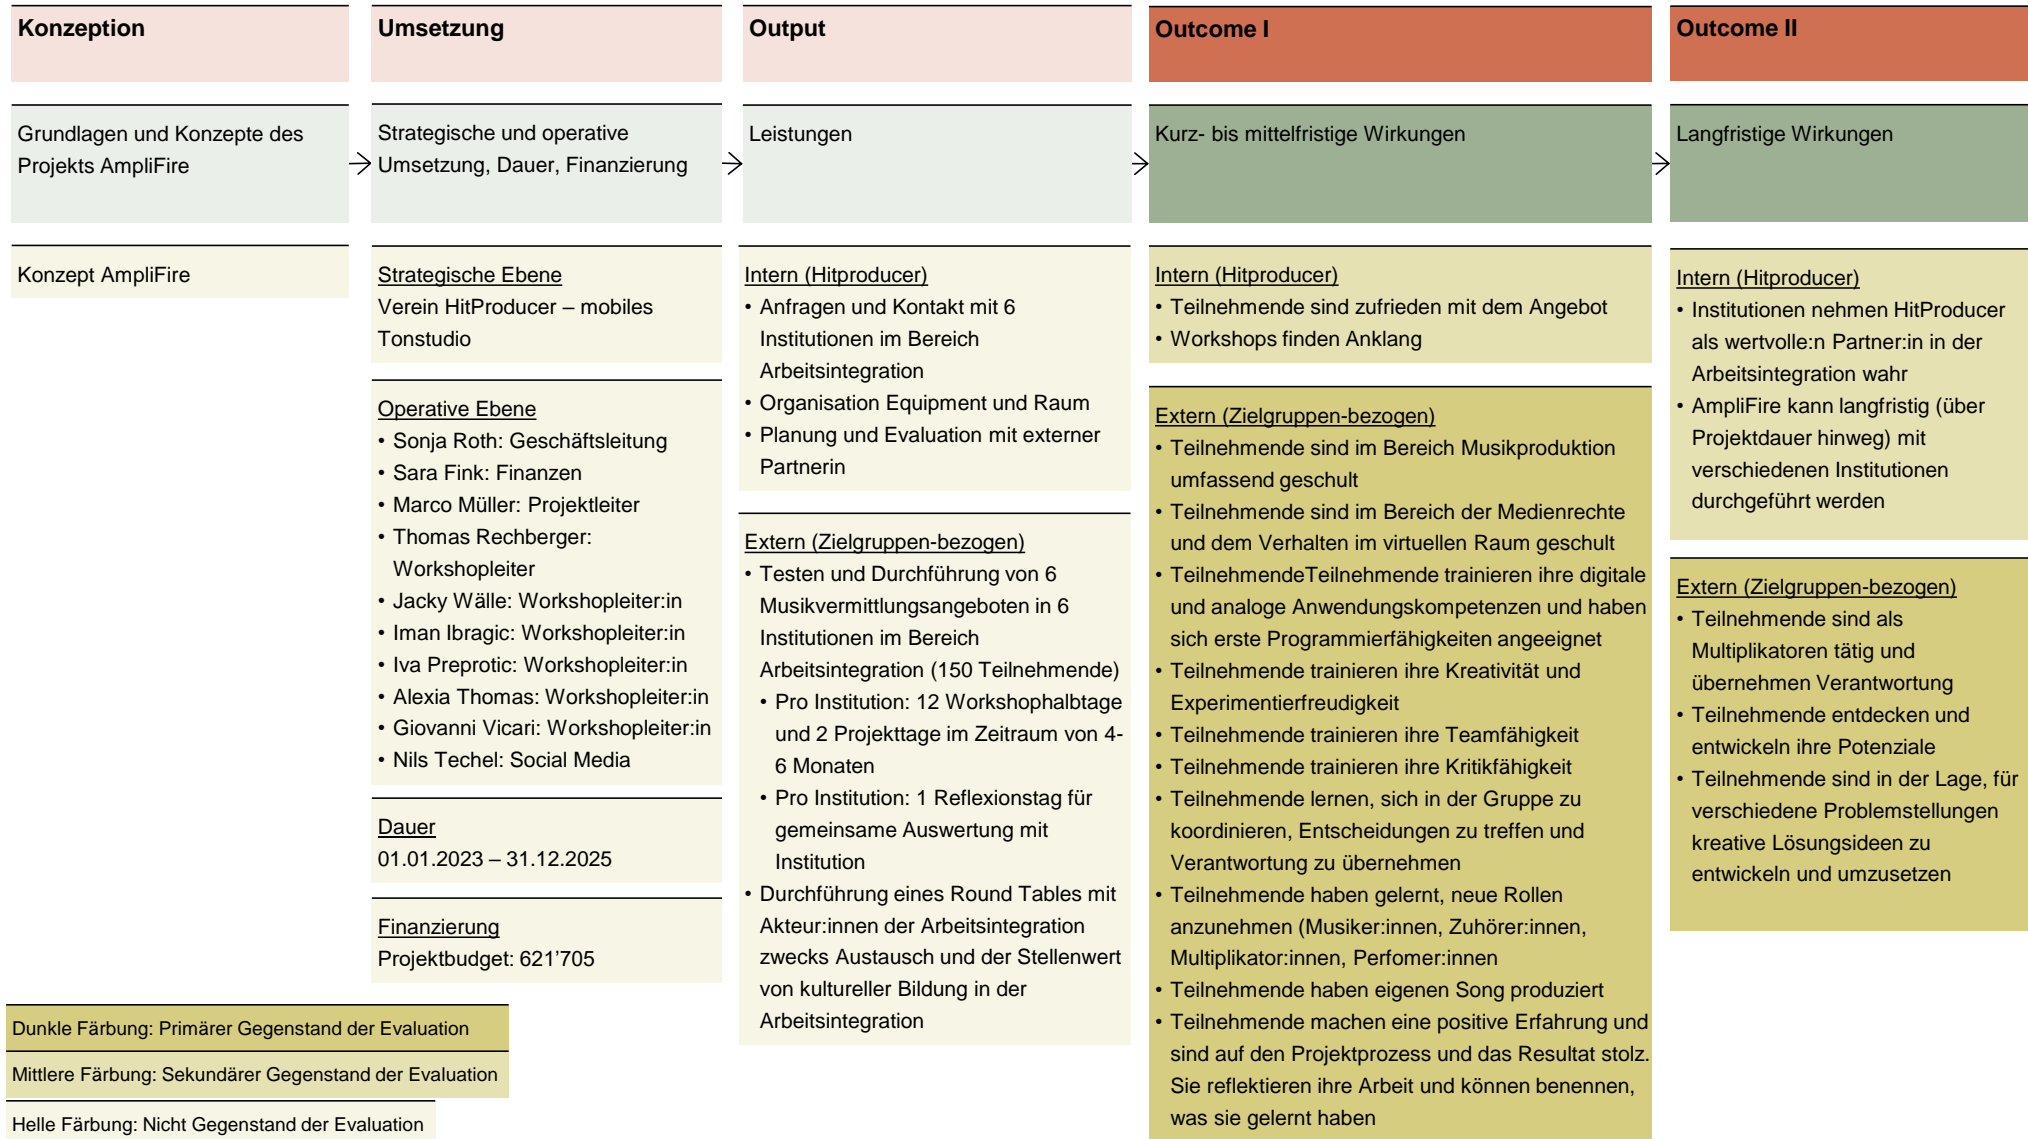 Konzeption
Umsetzung
Output
Outcome I
Outcome II
Grundlagen und Konzepte des
Projekts AmpliFire
Strategische und operative
Umsetzung, Dauer, Finanzierung
Leistungen
Kurz- bis mittelfristige Wirkungen
Langfristige Wirkungen
Konzept AmpliFire
Strategische Ebene
Verein HitProducer – mobiles
Tonstudio
Operative Ebene
• Sonja Roth: Geschäftsleitung
• Sara Fink: Finanzen
• Marco Müller: Projektleiter
• Thomas Rechberger:
Workshopleiter
• Jacky Wälle: Workshopleiter:in
• Iman Ibragic: Workshopleiter:in
• Iva Preprotic: Workshopleiter:in
• Alexia Thomas: Workshopleiter:in
• Giovanni Vicari: Workshopleiter:in
• Nils Techel: Social Media
Dauer
01.01.2023 – 31.12.2025
Finanzierung
Projektbudget: 621’705
Intern (Hitproducer)
• Anfragen und Kontakt mit 6
Institutionen im Bereich
Arbeitsintegration
• Organisation Equipment und Raum
• Planung und Evaluation mit externer
Partnerin
Extern (Zielgruppen-bezogen)
• Testen und Durchführung von 6
Musikvermittlungsangeboten in 6
Institutionen im Bereich
Arbeitsintegration (150 Teilnehmende)
• Pro Institution: 12 Workshophalbtage
und 2 Projekttage im Zeitraum von 4-
6 Monaten
• Pro Institution: 1 Reflexionstag für
gemeinsame Auswertung mit
Institution
• Durchführung eines Round Tables mit
Akteur:innen der Arbeitsintegration
zwecks Austausch und der Stellenwert
von kultureller Bildung in der
Arbeitsintegration
Intern (Hitproducer)
• Teilnehmende sind zufrieden mit dem Angebot
• Workshops finden Anklang
Extern (Zielgruppen-bezogen)
• Teilnehmende sind im Bereich Musikproduktion
umfassend geschult
• Teilnehmende sind im Bereich der Medienrechte
und dem Verhalten im virtuellen Raum geschult
• TeilnehmendeTeilnehmende trainieren ihre digitale
und analoge Anwendungskompetenzen und haben
sich erste Programmierfähigkeiten angeeignet
• Teilnehmende trainieren ihre Kreativität und
Experimentierfreudigkeit
• Teilnehmende trainieren ihre Teamfähigkeit
• Teilnehmende trainieren ihre Kritikfähigkeit
• Teilnehmende lernen, sich in der Gruppe zu
koordinieren, Entscheidungen zu treffen und
Verantwortung zu übernehmen
• Teilnehmende haben gelernt, neue Rollen
anzunehmen (Musiker:innen, Zuhörer:innen,
Multiplikator:innen, Perfomer:innen
• Teilnehmende haben eigenen Song produziert
• Teilnehmende machen eine positive Erfahrung und
sind auf den Projektprozess und das Resultat stolz.
Sie reflektieren ihre Arbeit und können benennen,
was sie gelernt haben
Intern (Hitproducer)
• Institutionen nehmen HitProducer
als wertvolle:n Partner:in in der
Arbeitsintegration wahr
• AmpliFire kann langfristig (über
Projektdauer hinweg) mit
verschiedenen Institutionen
durchgeführt werden
Extern (Zielgruppen-bezogen)
• Teilnehmende sind als
Multiplikatoren tätig und
übernehmen Verantwortung
• Teilnehmende entdecken und
entwickeln ihre Potenziale
• Teilnehmende sind in der Lage, für
verschiedene Problemstellungen
kreative Lösungsideen zu
entwickeln und umzusetzen
Dunkle Färbung: Primärer Gegenstand der Evaluation
Mittlere Färbung: Sekundärer Gegenstand der Evaluation
Helle Färbung: Nicht Gegenstand der Evaluation